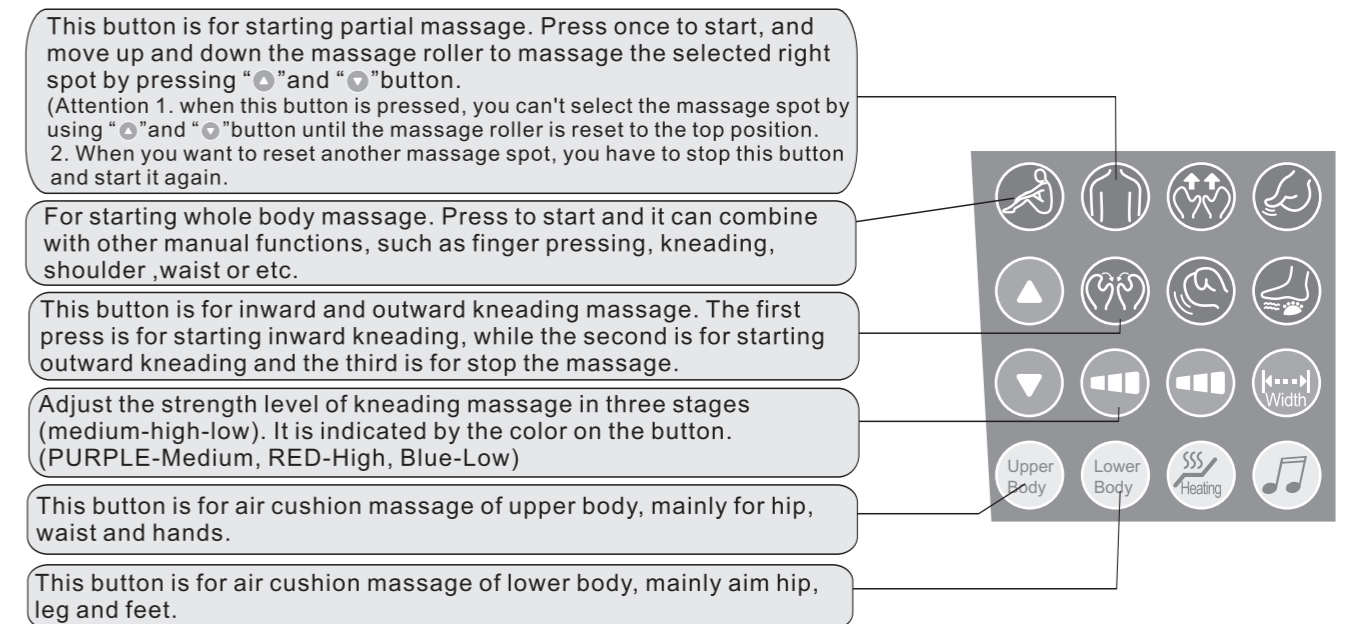 This button is for starting partial massage. Press once to start, and
move up and down the massage roller to massage the selected right
spot by pressing “ ”and “ ”button.
(Attention 1. when this button is pressed, you can't select the massage spot by
using “ ”and “ ”button until the massage roller is reset to the top position.
2. When you want to reset another massage spot, you have to stop this button
and start it again.
For starting whole body massage. Press to start and it can combine
with other manual functions, such as finger pressing, kneading,
shoulder ,waist or etc.
This button is for inward and outward kneading massage. The first
press is for starting inward kneading, while the second is for starting
outward kneading and the third is for stop the massage.
Adjust the strength level of kneading massage in three stages
(medium-high-low). It is indicated by the color on the button.
(PURPLE-Medium, RED-High, Blue-Low)
This button is for air cushion massage of upper body, mainly for hip,
waist and hands.
This button is for air cushion massage of lower body, mainly aim hip,
leg and feet.
Width
Upper
Body
Lower
Body
Heating